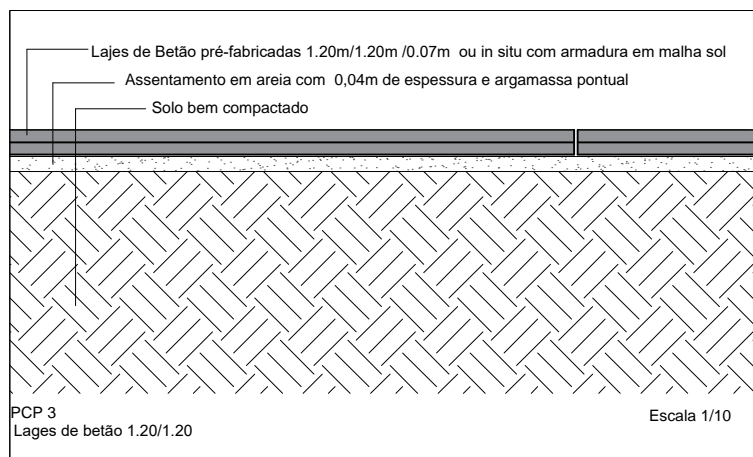 Lajes de Betão pré-fabricadas 1.20m/1.20m /0.07m ou in situ com armadura em malha sol
Assentamento em areia com 0,04m de espessura e argamassa pontual
Solo bem compactado
PCP 3
Lages de betão 1.20/1.20
Escala 1/10